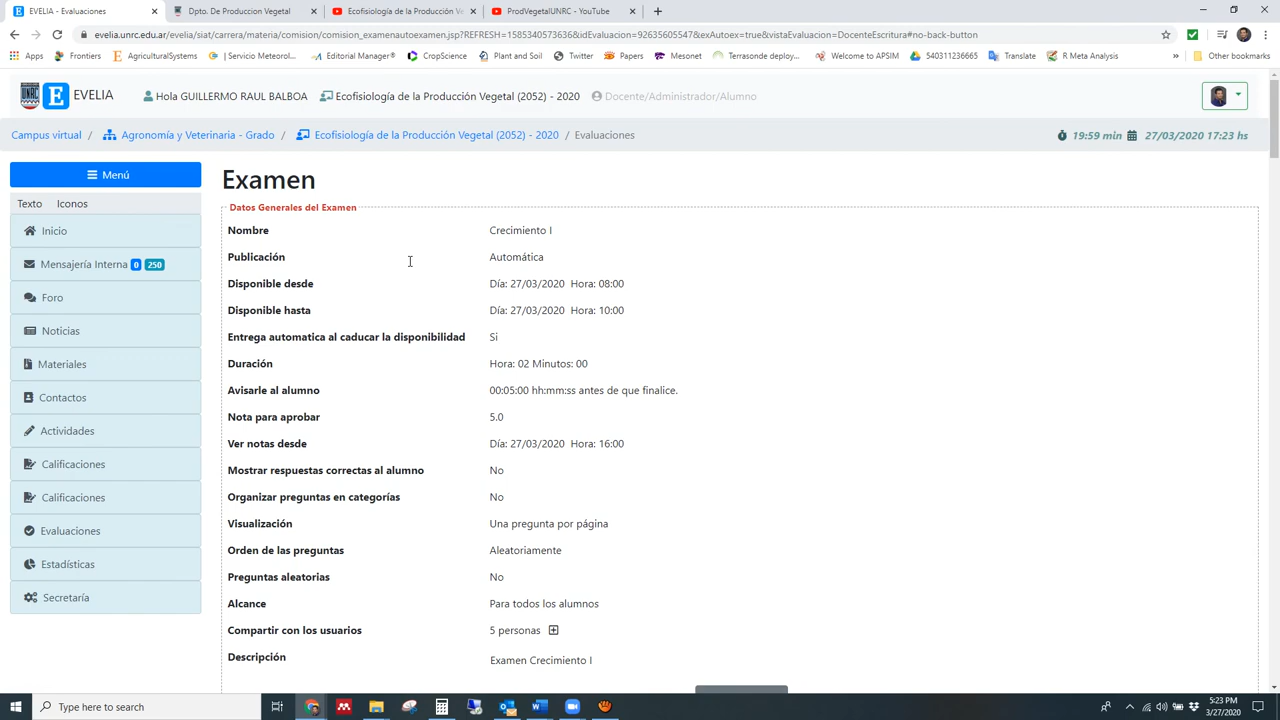 EVELIA - Evaluaciones
Dpto. De Produccion Vegetal
Ecofisiología de la Producción Ve
ProdVegetalUNRC - YouTube
evelia.unrc.edu.ar/evelia/siat/carrera/materia/comision/comision_examenautoexamen.jsp?REFRESH=1585340573636&idEvaluacion=92635605547&exAutoex=true&vistaEvaluacion=DocenteEscritura#no-back-button
Apps
Frontiers
AgriculturalSystems
| Servicio Meteorol...
Editorial Manager®
CropScience
Plant and Soil
Twitter
Papers
Mesonet
Terrasonde deploy...
Welcome to APSIM
540311236665
Translate
R Meta Analysis
»
Other bookmarks
UNRC
E EVELIA
Hola GUILLERMO RAUL BALBOA
Ecofisiología de la Producción Vegetal (2052) - 2020
Docente/Administrador/Alumno
Campus virtual / Agronomía y Veterinaria - Grado / Ecofisiología de la Producción Vegetal (2052) - 2020 / Evaluaciones
19:59 min 27/03/2020 17:23 hs
Menú
Texto Iconos
Inicio
Mensajería Interna 0 250
Foro
Noticias
Materiales
Contactos
Actividades
Calificaciones
Calificaciones
Evaluaciones
Estadísticas
Secretaría
Examen
Datos Generales del Examen
Nombre Crecimiento I
Publicación Automática
Disponible desde Día: 27/03/2020 Hora: 08:00
Disponible hasta Día: 27/03/2020 Hora: 10:00
Entrega automatica al caducar la disponibilidad Si
Duración Hora: 02 Minutos: 00
Avisarle al alumno 00:05:00 hh:mm:ss antes de que finalice.
Nota para aprobar 5.0
Ver notas desde Día: 27/03/2020 Hora: 16:00
Mostrar respuestas correctas al alumno No
Organizar preguntas en categorías No
Visualización Una pregunta por página
Orden de las preguntas Aleatoriamente
Preguntas aleatorias No
Alcance Para todos los alumnos
Compartir con los usuarios 5 personas
Descripción Examen Crecimiento I
Type here to search
5:23 PM
3/27/2020